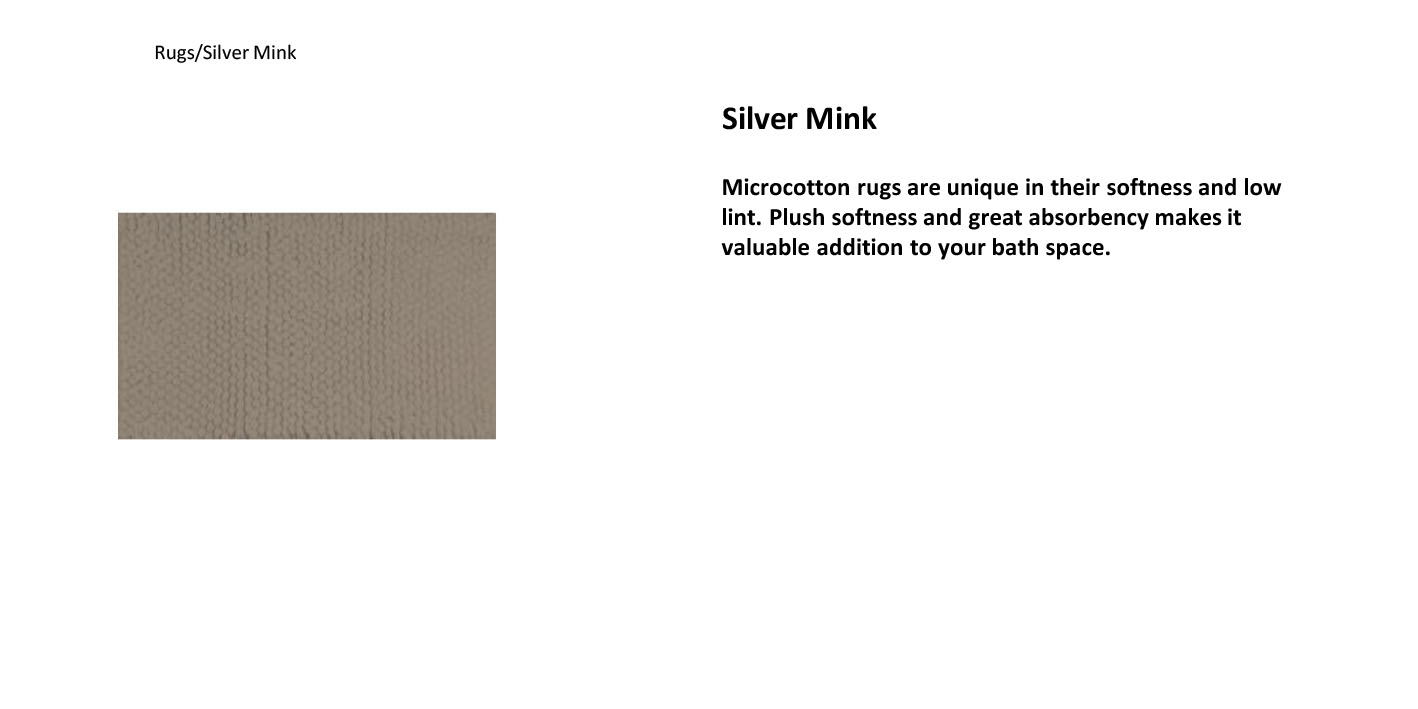 Rugs/Silver Mink
Silver Mink
Microcotton rugs are unique in their softness and low
lint. Plush softness and great absorbency makes it
valuable addition to your bath space.